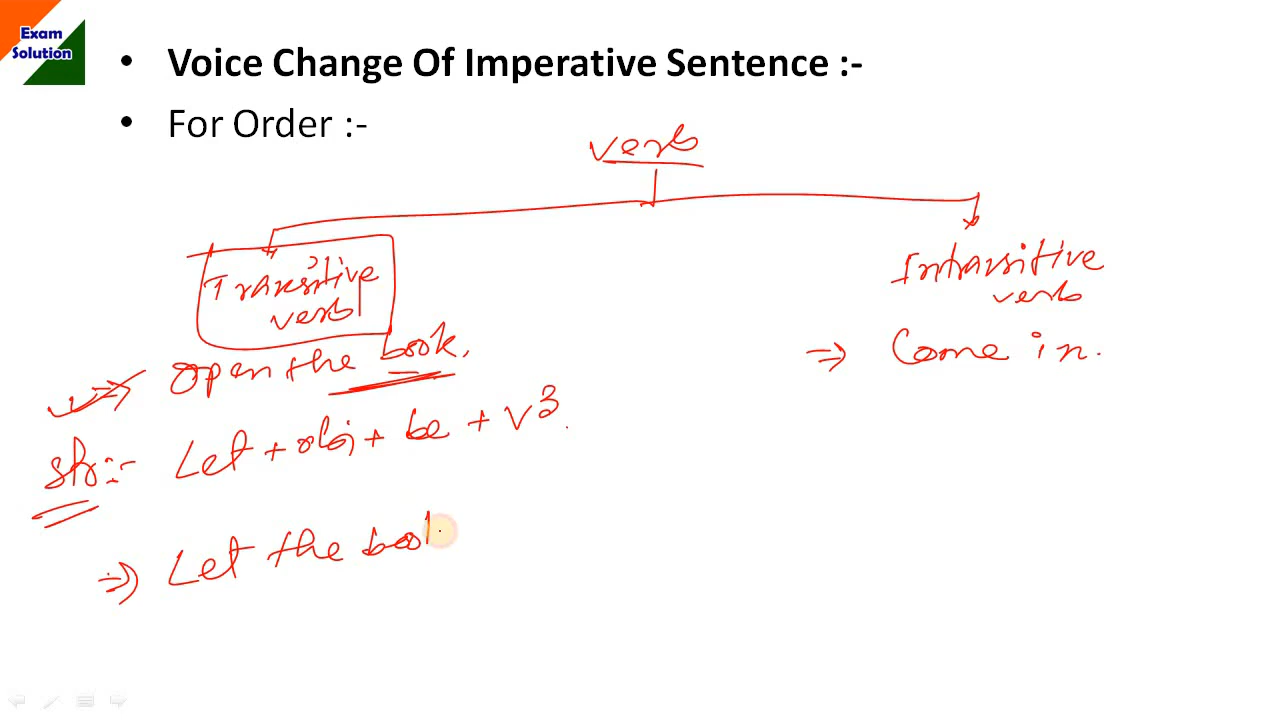 Exam
Solution
• Voice Change Of Imperative Sentence :-
• For Order :-
verb
Transitive
verb
Intransitive
verb
⇒ open the book.
⇒ Come in.
Str :- Let + obj + be + v3.
⇒ Let the book